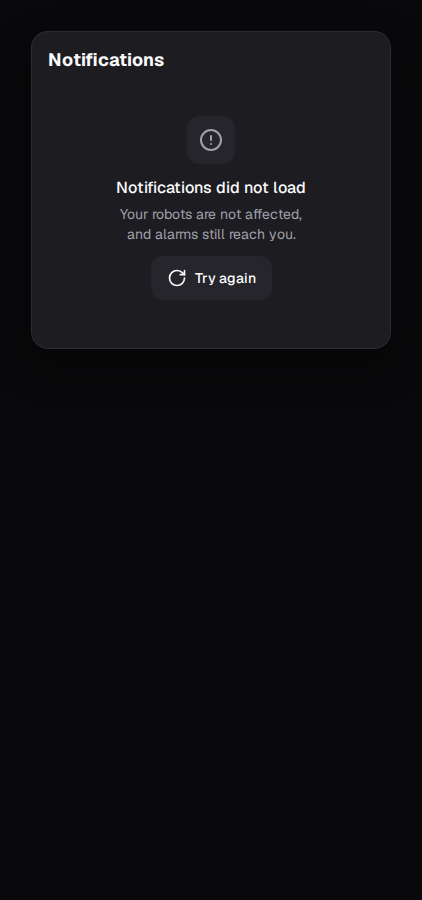 Notifications
Notifications did not load
Your robots are not affected,
and alarms still reach you.
Try again